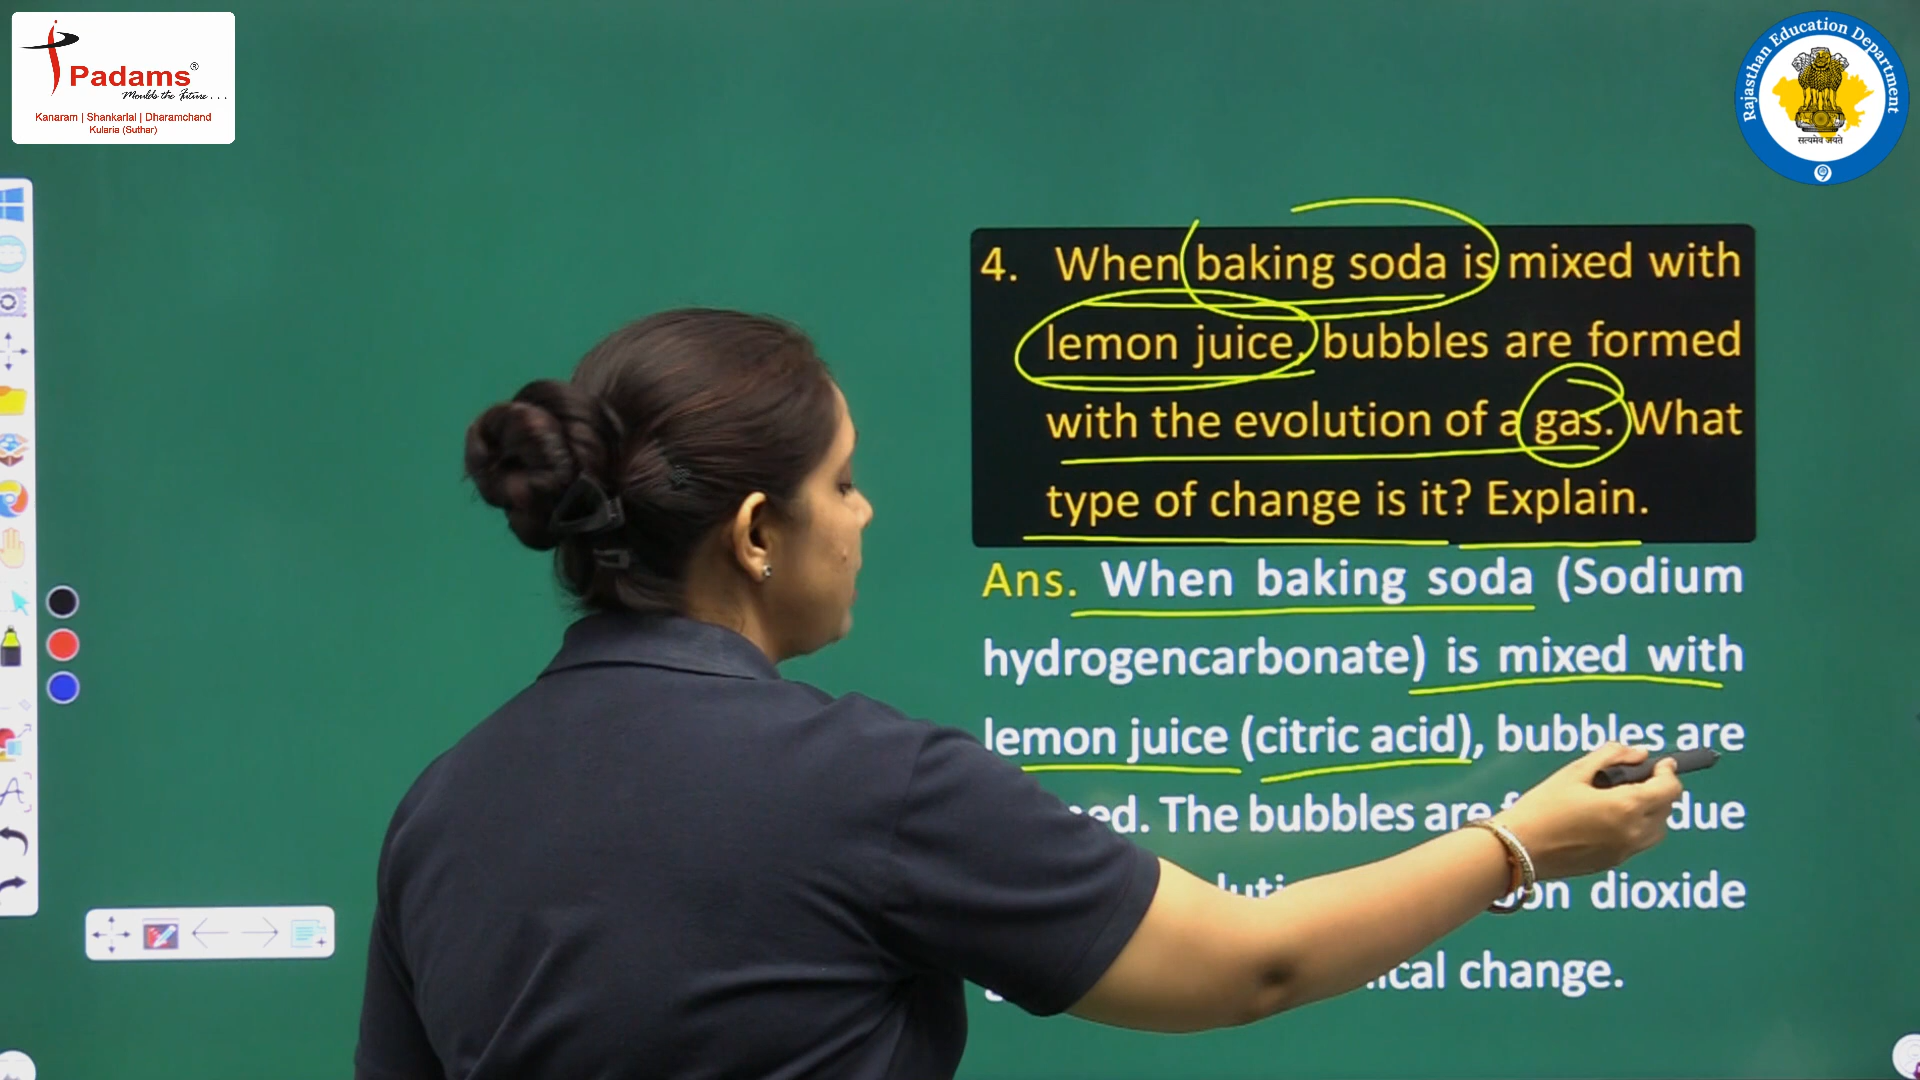 Padams®
Moulds the Future...
Kanaram | Shankarlal | Dharamchand
Kularia (Suthar)
Rajasthan Education Department
सत्यमेव जयते
4. When baking soda is mixed with
lemon juice, bubbles are formed
with the evolution of a gas. What
type of change is it? Explain.
Ans. When baking soda (Sodium
hydrogencarbonate) is mixed with
lemon juice (citric acid), bubbles are
The bubbles are due
dioxide
change.